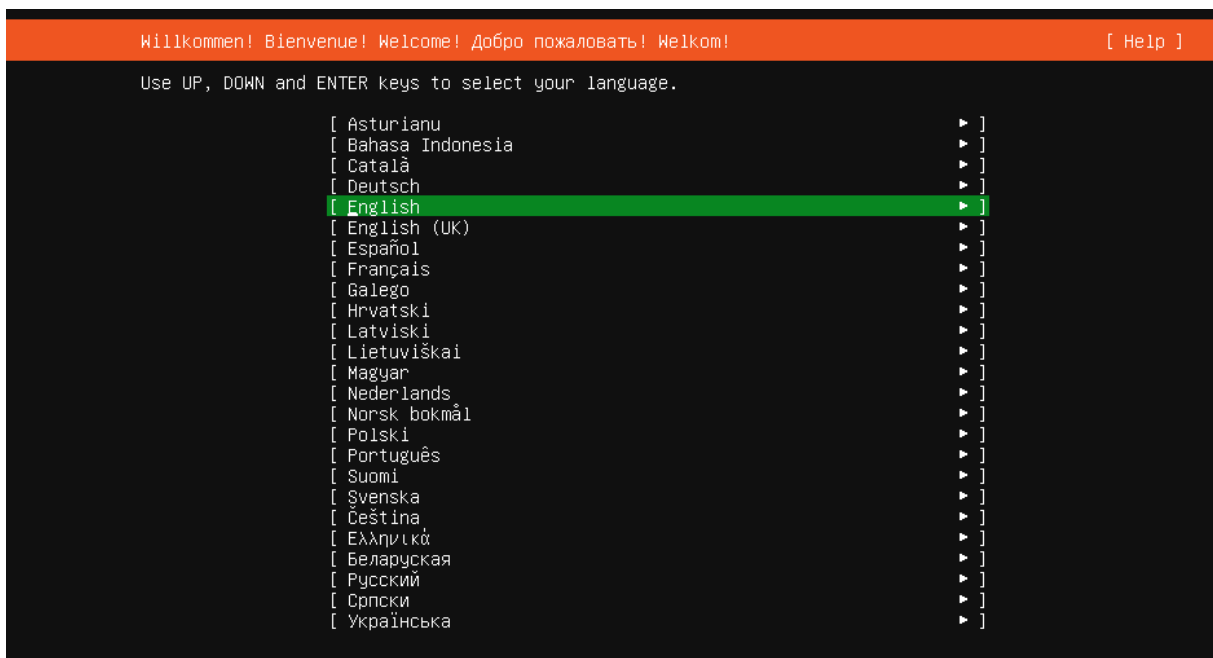 Willkommen! Bienvenue! Welcome! Добро пожаловать! Welkom! [ Help ]
Use UP, DOWN and ENTER keys to select your language.
[ Asturianu ► ]
[ Bahasa Indonesia ► ]
[ Català ► ]
[ Deutsch ► ]
[ English ► ]
[ English (UK) ► ]
[ Español ► ]
[ Français ► ]
[ Galego ► ]
[ Hrvatski ► ]
[ Latviski ► ]
[ Lietuviškai ► ]
[ Magyar ► ]
[ Nederlands ► ]
[ Norsk bokmål ► ]
[ Polski ► ]
[ Português ► ]
[ Suomi ► ]
[ Svenska ► ]
[ Čeština ► ]
[ Ελληνικά ► ]
[ Беларуская ► ]
[ Русский ► ]
[ Српски ► ]
[ Українська ► ]